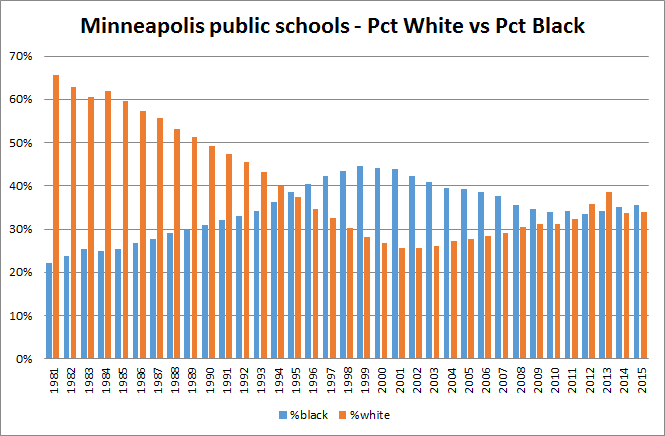 Minneapolis public schools - Pct White vs Pct Black
70%
60%
50%
40%
30%
20%
10%
0%
1981 1982 1983 1984 1985 1986 1987 1988 1989 1990 1991 1992 1993 1994 1995 1996 1997 1998 1999 2000 2001 2002 2003 2004 2005 2006 2007 2008 2009 2010 2011 2012 2013 2014 2015
%black %white